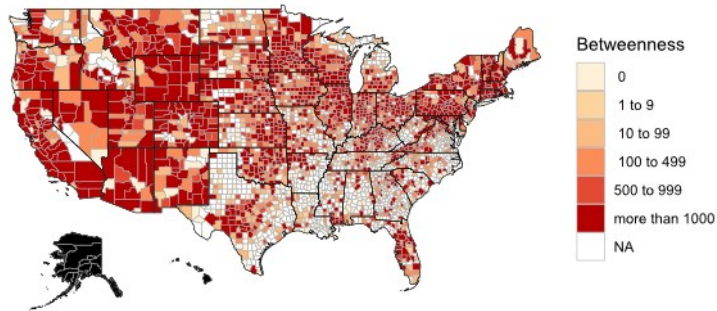 Betweenness
0
1 to 9
10 to 99
100 to 499
500 to 999
more than 1000
NA